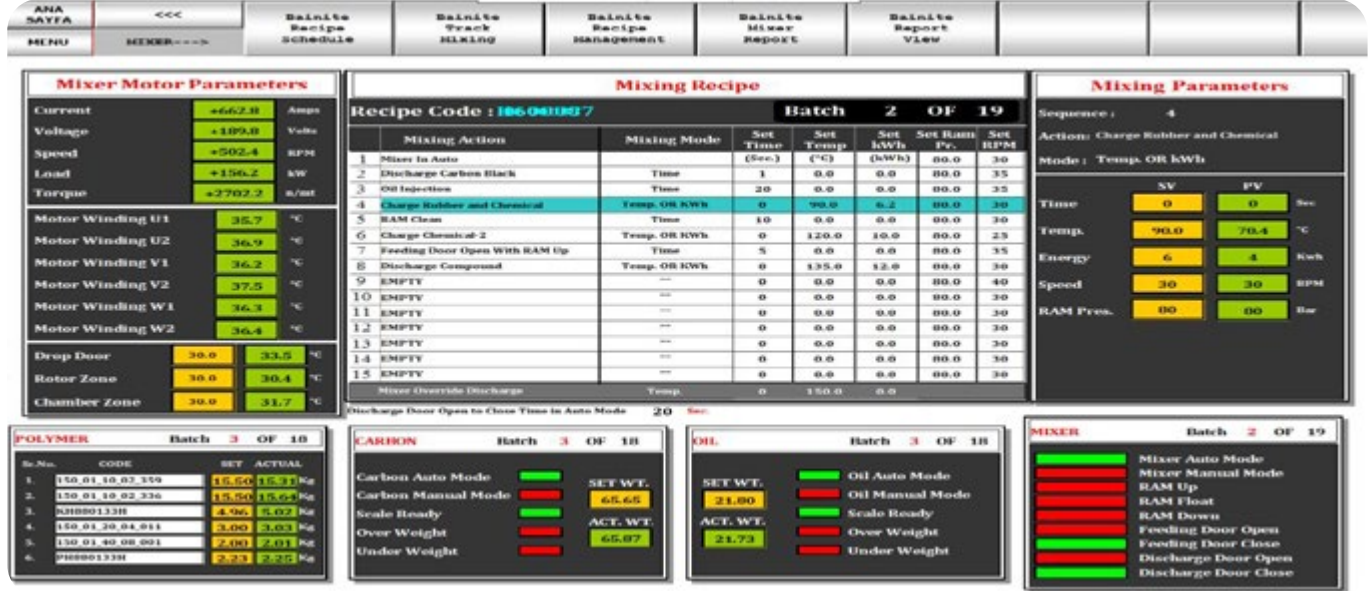 ANA SAYFA
<<<
Bainite Recipe Schedule
Bainite Track Mixing
Bainite Recipe Management
Bainite Mixer Report
Bainite Report View
MENU
MIXER--->
Mixer Motor Parameters
Current +662.8 Amps
Voltage +189.8 Volts
Speed +502.4 RPM
Load +156.2 kW
Torque +2702.2 n/mt
Motor Winding U1 35.7 °C
Motor Winding U2 36.9 °C
Motor Winding V1 36.2 °C
Motor Winding V2 37.5 °C
Motor Winding W1 36.3 °C
Motor Winding W2 36.4 °C
Drop Door 30.0 33.5 °C
Rotor Zone 30.0 30.4 °C
Chamber Zone 30.0 31.7 °C
Mixing Recipe
Recipe Code : Batch 2 OF 19
Mixing Action Mixing Mode Set Time Set Temp Set kWh Set Ram Pr. Set RPM
1 Mixer In Auto (Sec.) (°C) (kWh) 80.0 30
2 Discharge Carbon Black Time 1 0.0 0.0 80.0 35
3 Oil Injection Time 20 0.0 0.0 80.0 35
4 Charge Rubber and Chemical Temp. OR KWh 0 90.0 6.2 80.0 30
5 RAM Clean Time 10 0.0 0.0 80.0 30
6 Charge Chemical-2 Temp. OR KWh 0 120.0 10.0 80.0 25
7 Feeding Door Open With RAM Up Time 5 0.0 0.0 80.0 35
8 Discharge Compound Temp. OR KWh 0 135.0 12.0 80.0 30
9 EMPTY -- 0 0.0 0.0 80.0 40
10 EMPTY -- 0 0.0 0.0 80.0 30
11 EMPTY -- 0 0.0 0.0 80.0 30
12 EMPTY -- 0 0.0 0.0 80.0 30
13 EMPTY -- 0 0.0 0.0 80.0 30
14 EMPTY -- 0 0.0 0.0 80.0 30
15 EMPTY -- 0 0.0 0.0 80.0 30
Mixer Override Discharge Temp. 0 150.0 0.0
Discharge Door Open to Close Time in Auto Mode 20 Sec.
Mixing Parameters
Sequence : 4
Action: Charge Rubber and Chemical
Mode : Temp. OR kWh
SV PV
Time 0 0 Sec
Temp. 90.0 70.4 °C
Energy 6 4 Kwh
Speed 30 30 RPM
RAM Pres. 80 80 Bar
POLYMER Batch 3 OF 18
Sr.No. CODE SET ACTUAL
1. 150_01_10_02_359 15.50 15.31 Kg
2. 150_01_10_02_336 15.50 15.64 Kg
3. KH880133H 4.96 5.02 Kg
4. 150_01_20_04_011 3.00 3.03 Kg
5. 150_01_40_08_001 2.00 2.01 Kg
6. PH880133H 2.23 2.25 Kg
CARBON Batch 3 OF 18
Carbon Auto Mode
Carbon Manual Mode
Scale Ready
Over Weight
Under Weight
SET WT.
65.65
ACT. WT.
65.87
OIL Batch 3 OF 18
SET WT.
21.80
ACT. WT.
21.73
Oil Auto Mode
Oil Manual Mode
Scale Ready
Over Weight
Under Weight
MIXER Batch 2 OF 19
Mixer Auto Mode
Mixer Manual Mode
RAM Up
RAM Float
RAM Down
Feeding Door Open
Feeding Door Close
Discharge Door Open
Discharge Door Close